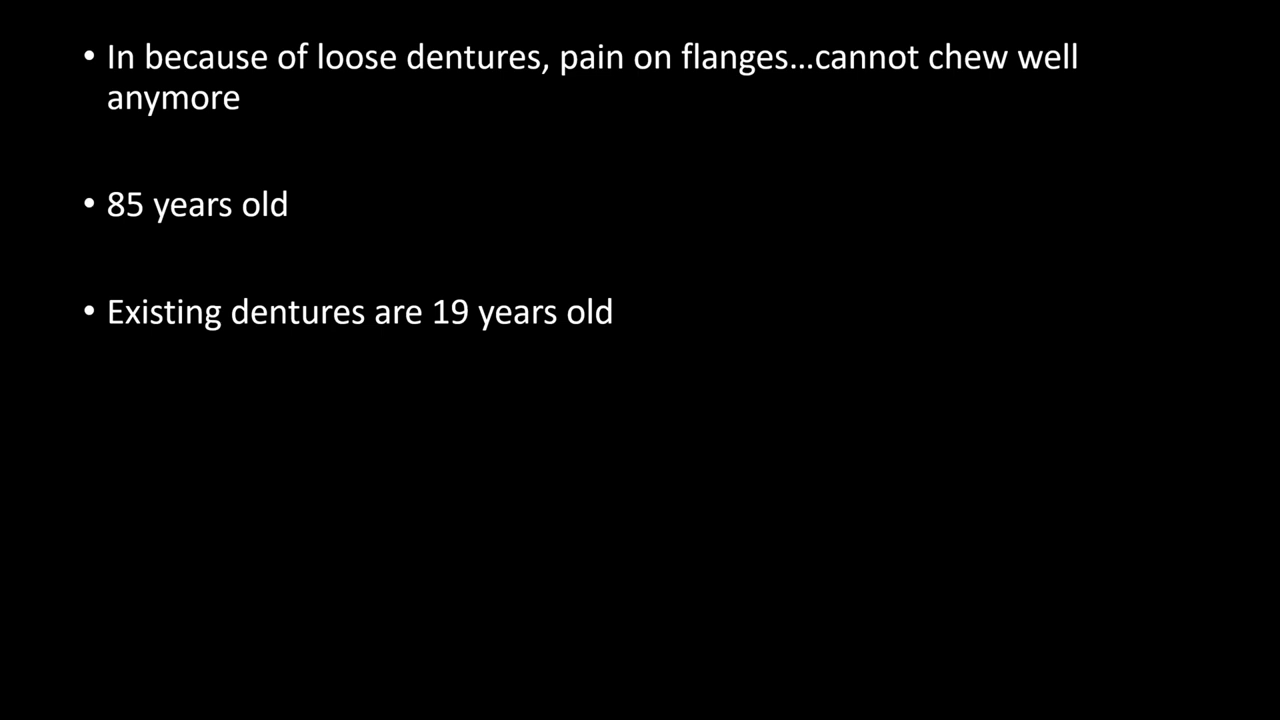 • In because of loose dentures, pain on flanges...cannot chew well
anymore
• 85 years old
• Existing dentures are 19 years old